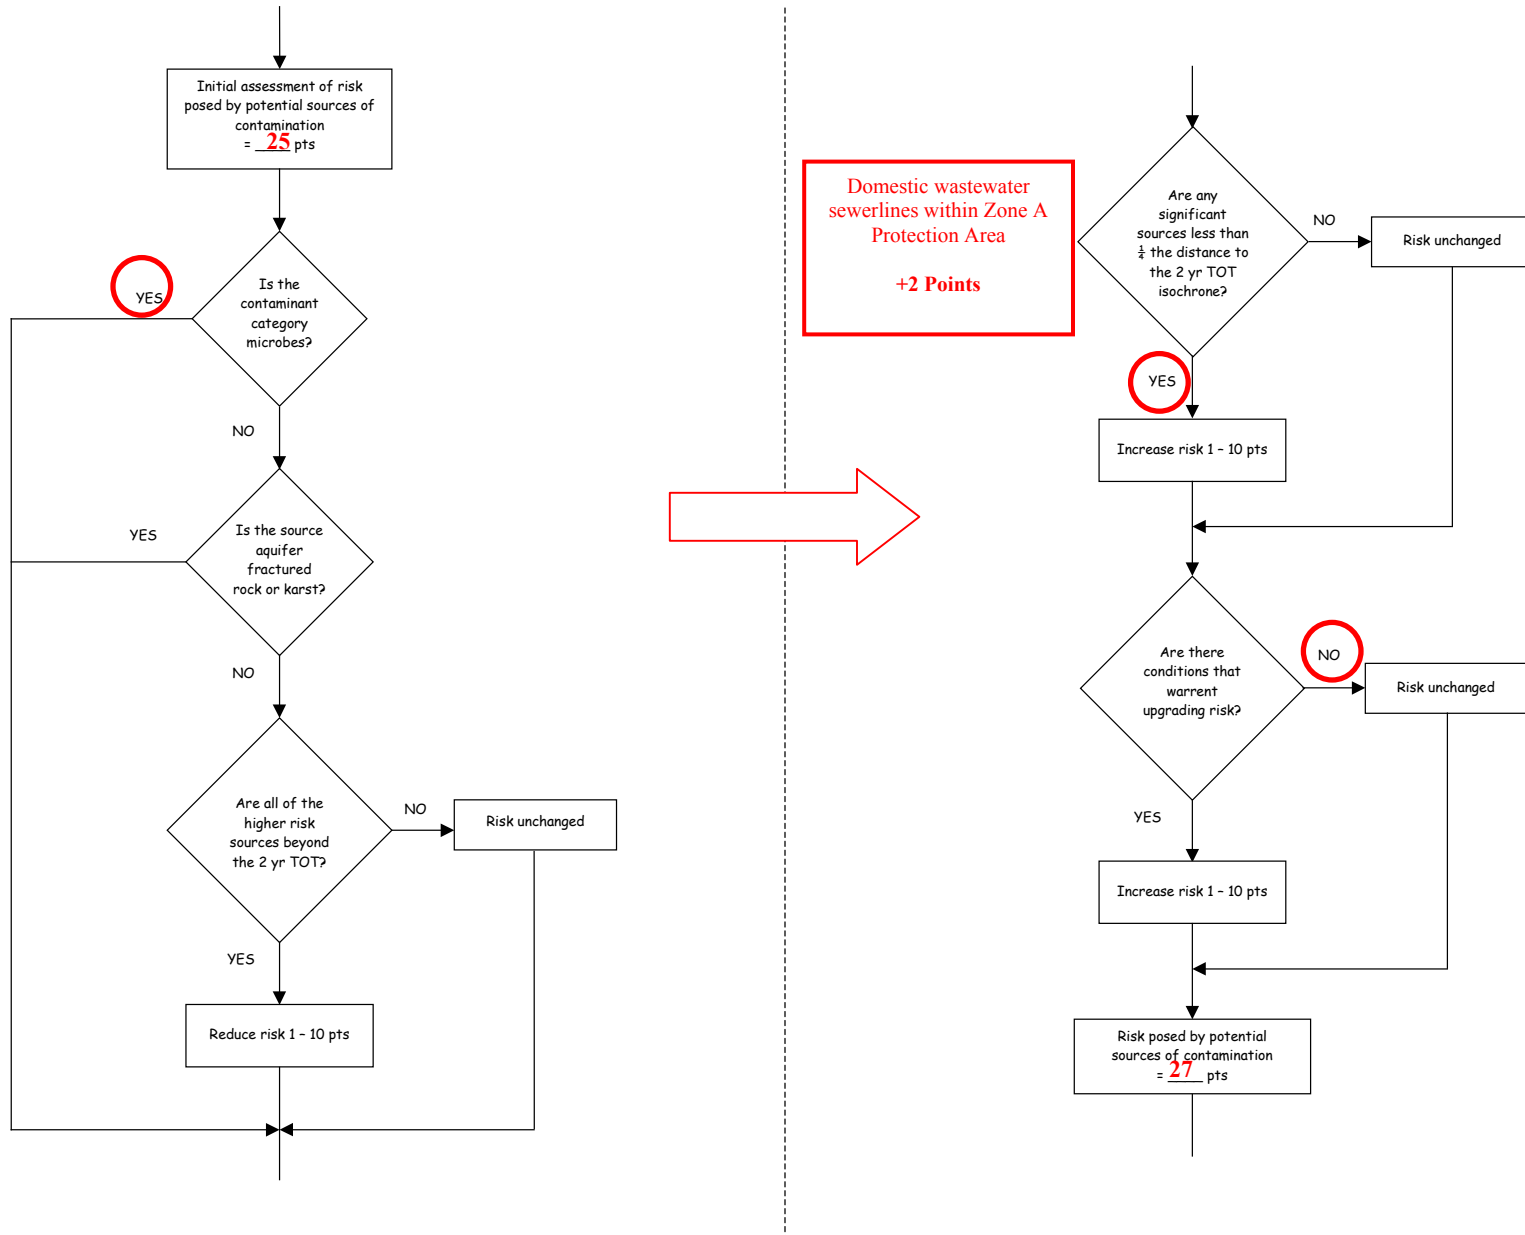 Initial assessment of risk
posed by potential sources of
contamination
= 25 pts
YES
Is the
contaminant
category
microbes?
NO
YES
Is the source
aquifer
fractured
rock or karst?
NO
Are all of the
higher risk
sources beyond
the 2 yr TOT?
NO
Risk unchanged
YES
Reduce risk 1 – 10 pts
Domestic wastewater
sewerlines within Zone A
Protection Area
+2 Points
Are any
significant
sources less than
¼ the distance to
the 2 yr TOT
isochrone?
NO
Risk unchanged
YES
Increase risk 1 – 10 pts
Are there
conditions that
warrent
upgrading risk?
NO
Risk unchanged
YES
Increase risk 1 – 10 pts
Risk posed by potential
sources of contamination
= 27 pts